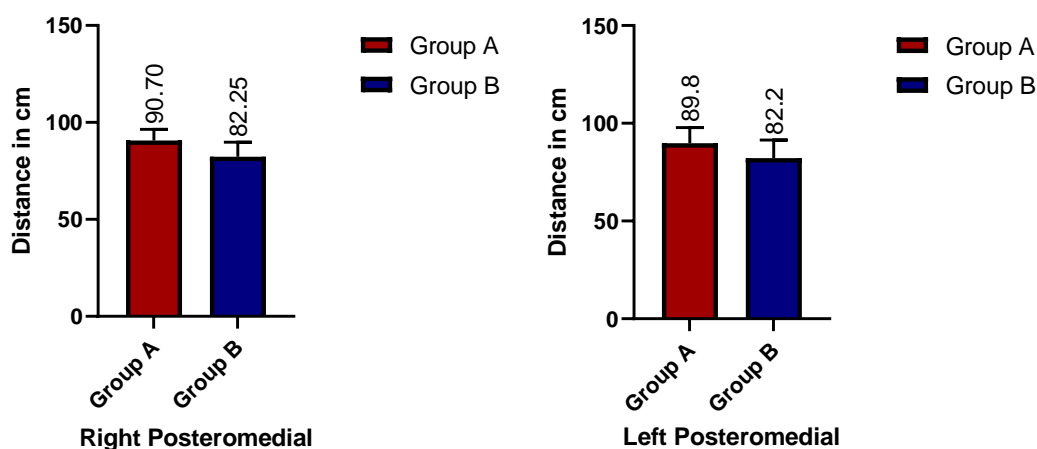 150
100
50
0
Distance in cm
90.70
82.25
Group A
Group B
Right Posteromedial
Group A
Group B
150
100
50
0
Distance in cm
89.8
82.2
Group A
Group B
Left Posteromedial
Group A
Group B